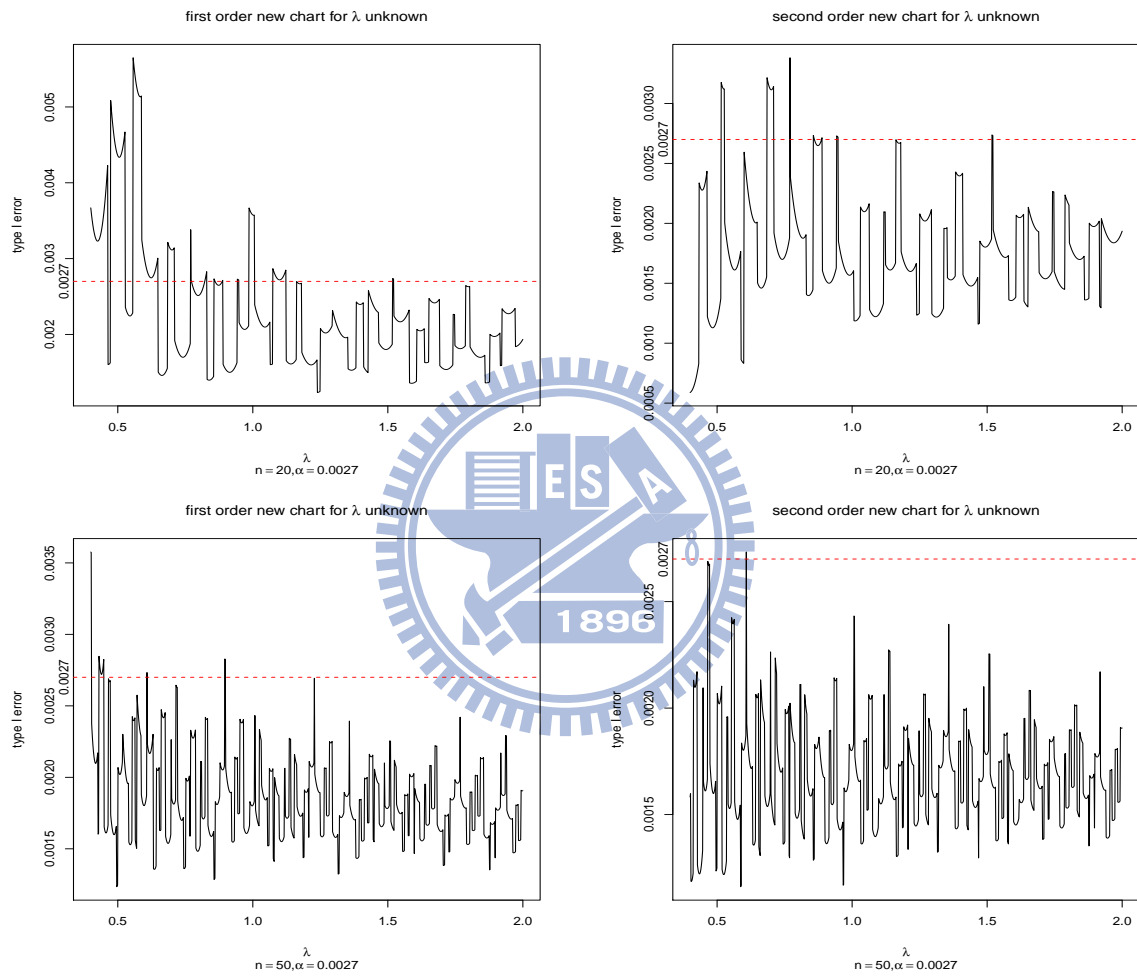 first order new chart for λ unknown
type I error
0.002
0.0027
0.003
0.004
0.005
0.5
1.0
1.5
2.0
λ
n = 20,α = 0.0027
second order new chart for λ unknown
type I error
0.0005
0.0010
0.0015
0.0020
0.0025
0.0027
0.0030
0.5
1.0
1.5
2.0
λ
n = 20,α = 0.0027
first order new chart for λ unknown
type I error
0.0015
0.0020
0.0025
0.0027
0.0030
0.0035
0.5
1.0
1.5
2.0
λ
n = 50,α = 0.0027
second order new chart for λ unknown
type I error
0.0015
0.0020
0.0025
0.0027
0.5
1.0
1.5
2.0
λ
n = 50,α = 0.0027
E S A
1896